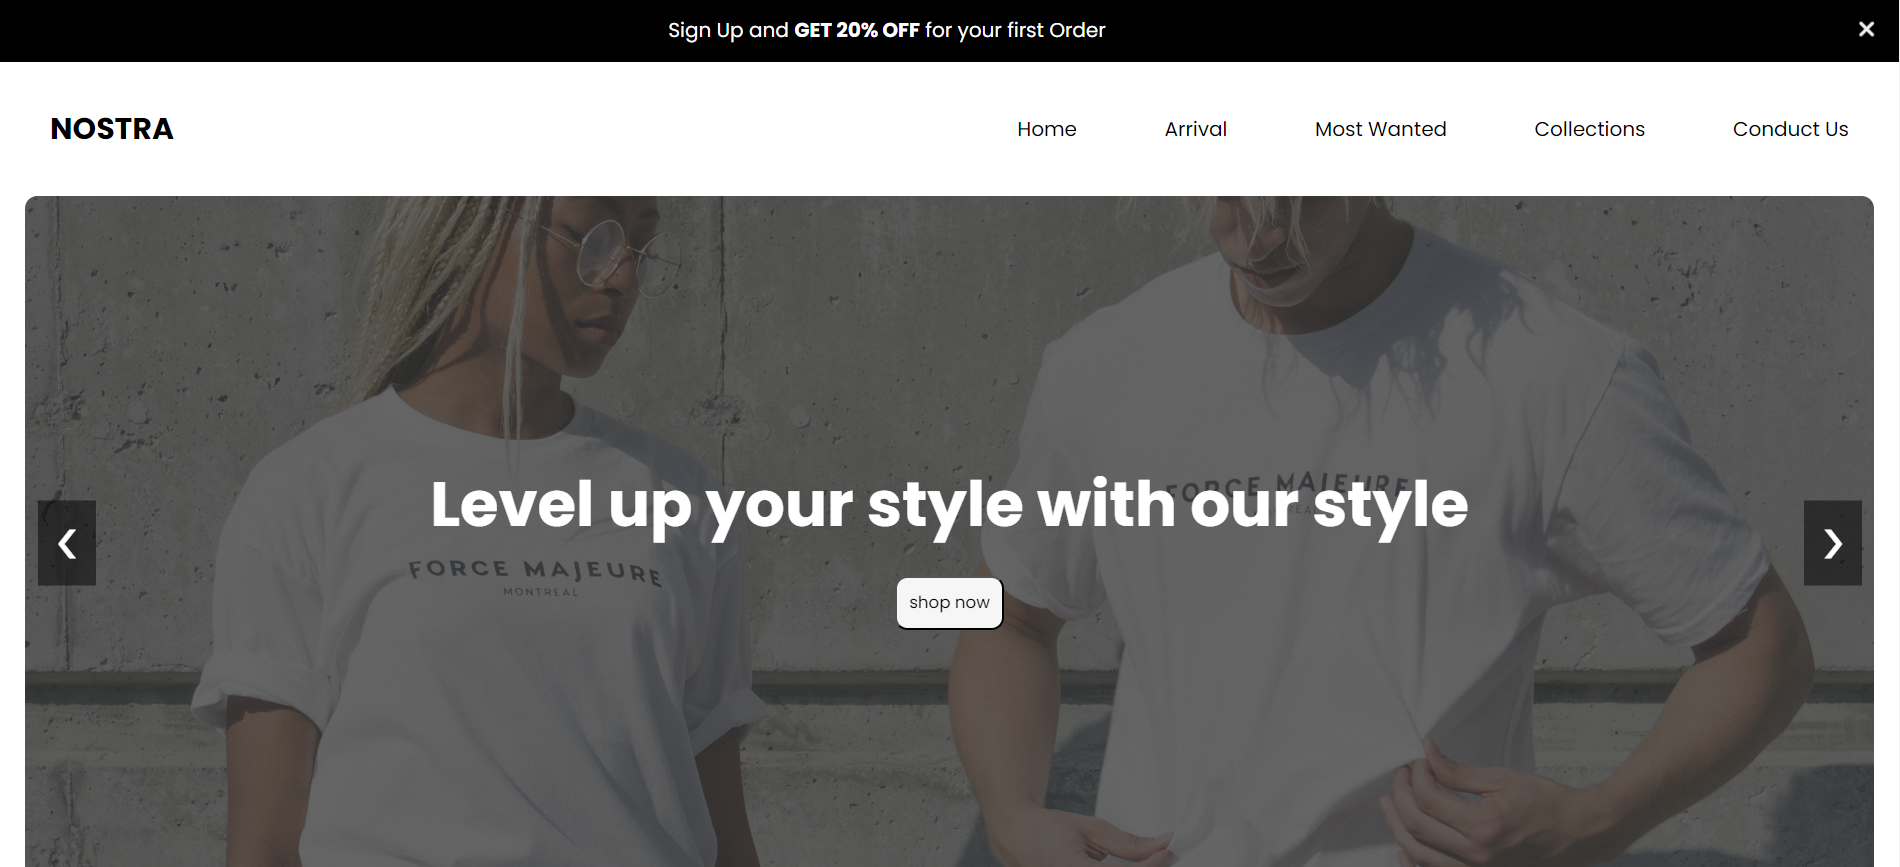 Sign Up and GET 20% OFF for your first Order
NOSTRA
Home
Arrival
Most Wanted
Collections
Conduct Us
Level up your style with our style
FORCE MAJEURE
FORCE MAJEURE
MONTREAL
shop now